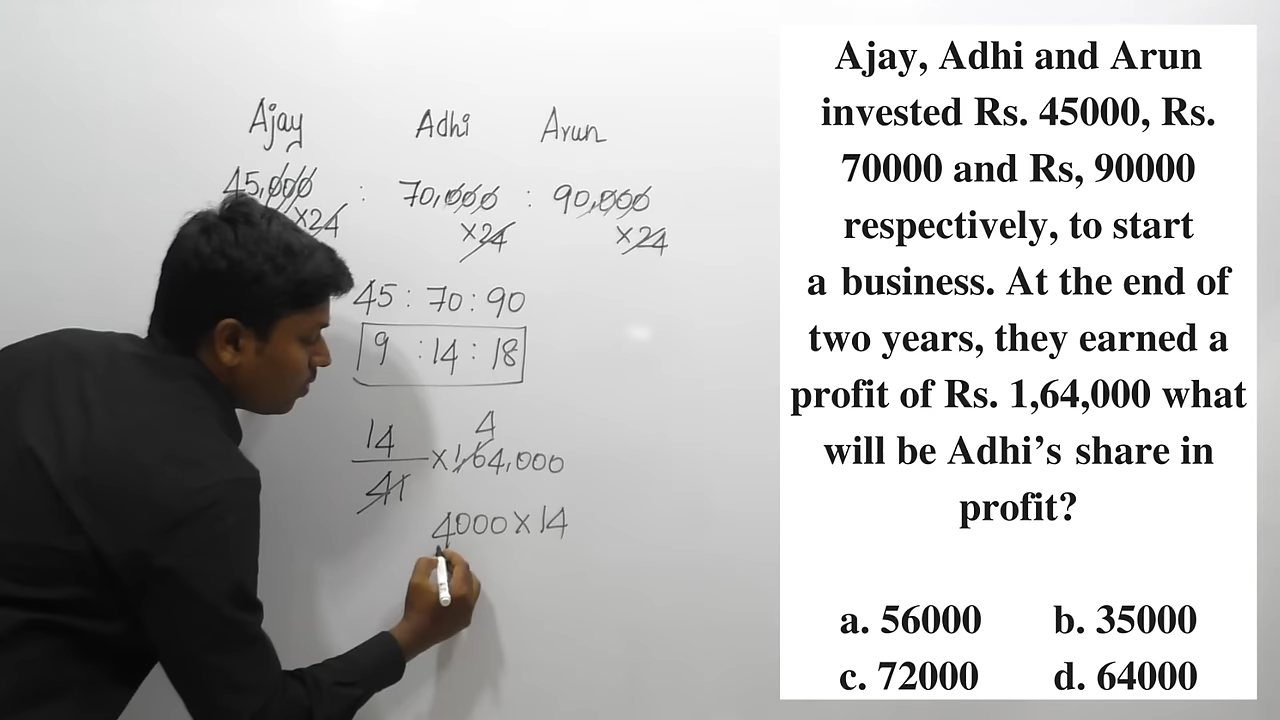 Ajay Adhi Arun
45,000 : 70,000 : 90,000
×24 ×24 ×24
45 : 70 : 90
9 : 14 : 18
4
14
41
×1,64,000
4000×14
Ajay, Adhi and Arun
invested Rs. 45000, Rs.
70000 and Rs, 90000
respectively, to start
a business. At the end of
two years, they earned a
profit of Rs. 1,64,000 what
will be Adhi’s share in
profit?
a. 56000 b. 35000
c. 72000 d. 64000